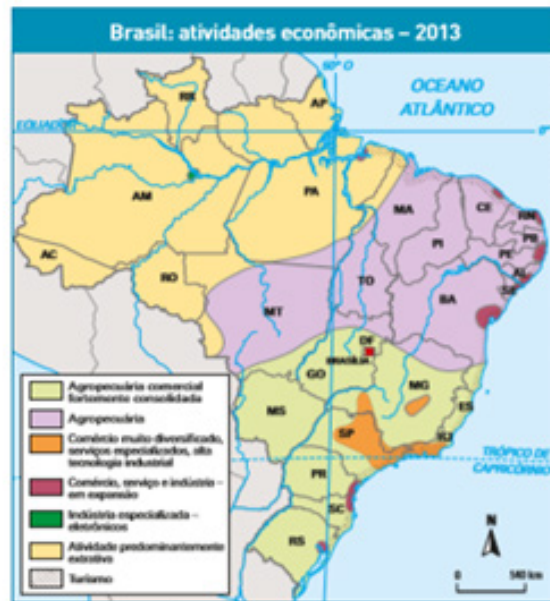 Brasil: atividades econômicas – 2013
50° O
OCEANO
ATLÂNTICO
EQUADOR
0°
RR
AP
AM
PA
MA
CE
RN
PB
PI
PE
AL
SE
AC
RO
TO
BA
MT
DF
BRASÍLIA
GO
MG
ES
MS
SP
RJ
TRÓPICO DE
CAPRICÓRNIO
PR
SC
RS
Agropecuária comercial
fortemente consolidada
Agropecuária
Comércio muito diversificado,
serviços especializados, alta
tecnologia industrial
Comércio, serviço e indústria –
em expansão
Indústria especializada –
eletrônicos
Atividade predominantemente
extrativa
Turismo
N
0
540 km